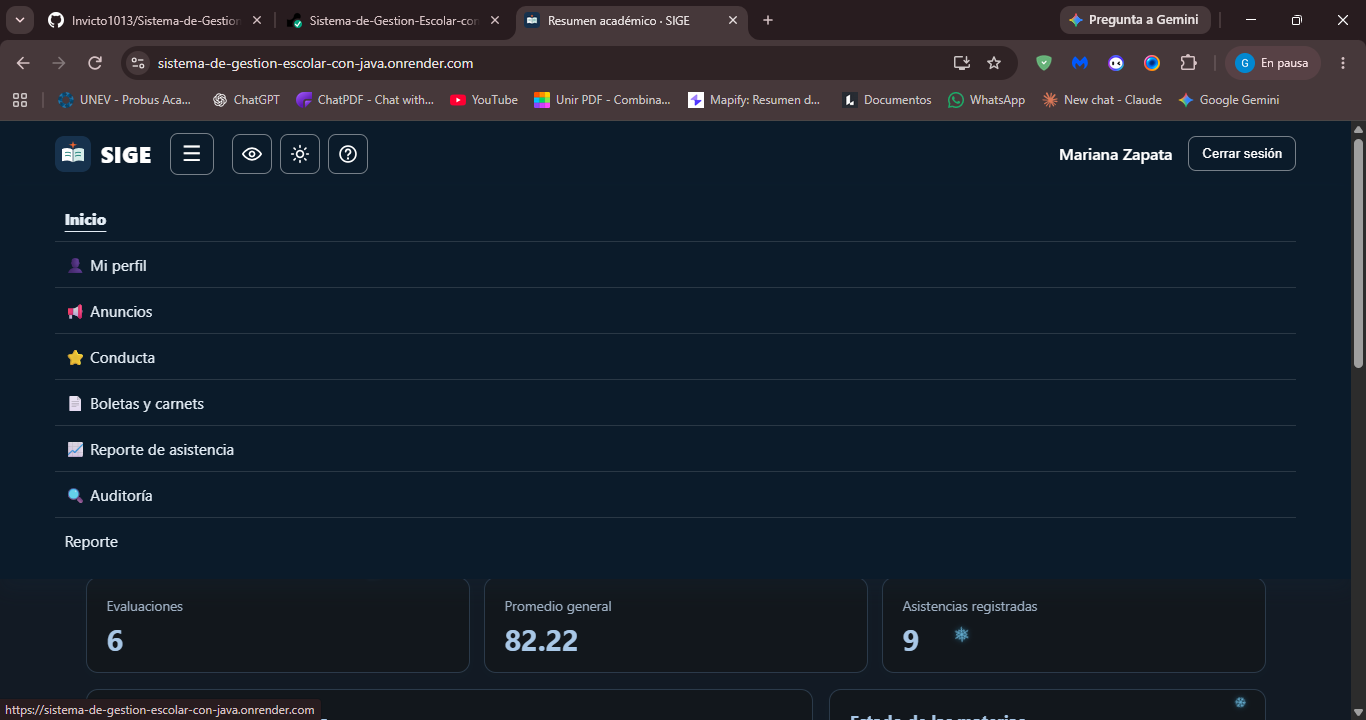 Invicto1013/Sistema-de-Gestion
Sistema-de-Gestion-Escolar-con
Resumen académico · SIGE
Pregunta a Gemini
sistema-de-gestion-escolar-con-java.onrender.com
G En pausa
UNEV - Probus Aca...
ChatGPT
ChatPDF - Chat with...
YouTube
Unir PDF - Combina...
Mapify: Resumen d...
Documentos
WhatsApp
New chat - Claude
Google Gemini
SIGE
Mariana Zapata
Cerrar sesión
Inicio
Mi perfil
Anuncios
Conducta
Boletas y carnets
Reporte de asistencia
Auditoría
Reporte
Evaluaciones
6
Promedio general
82.22
Asistencias registradas
9
Estado de las materias
https://sistema-de-gestion-escolar-con-java.onrender.com